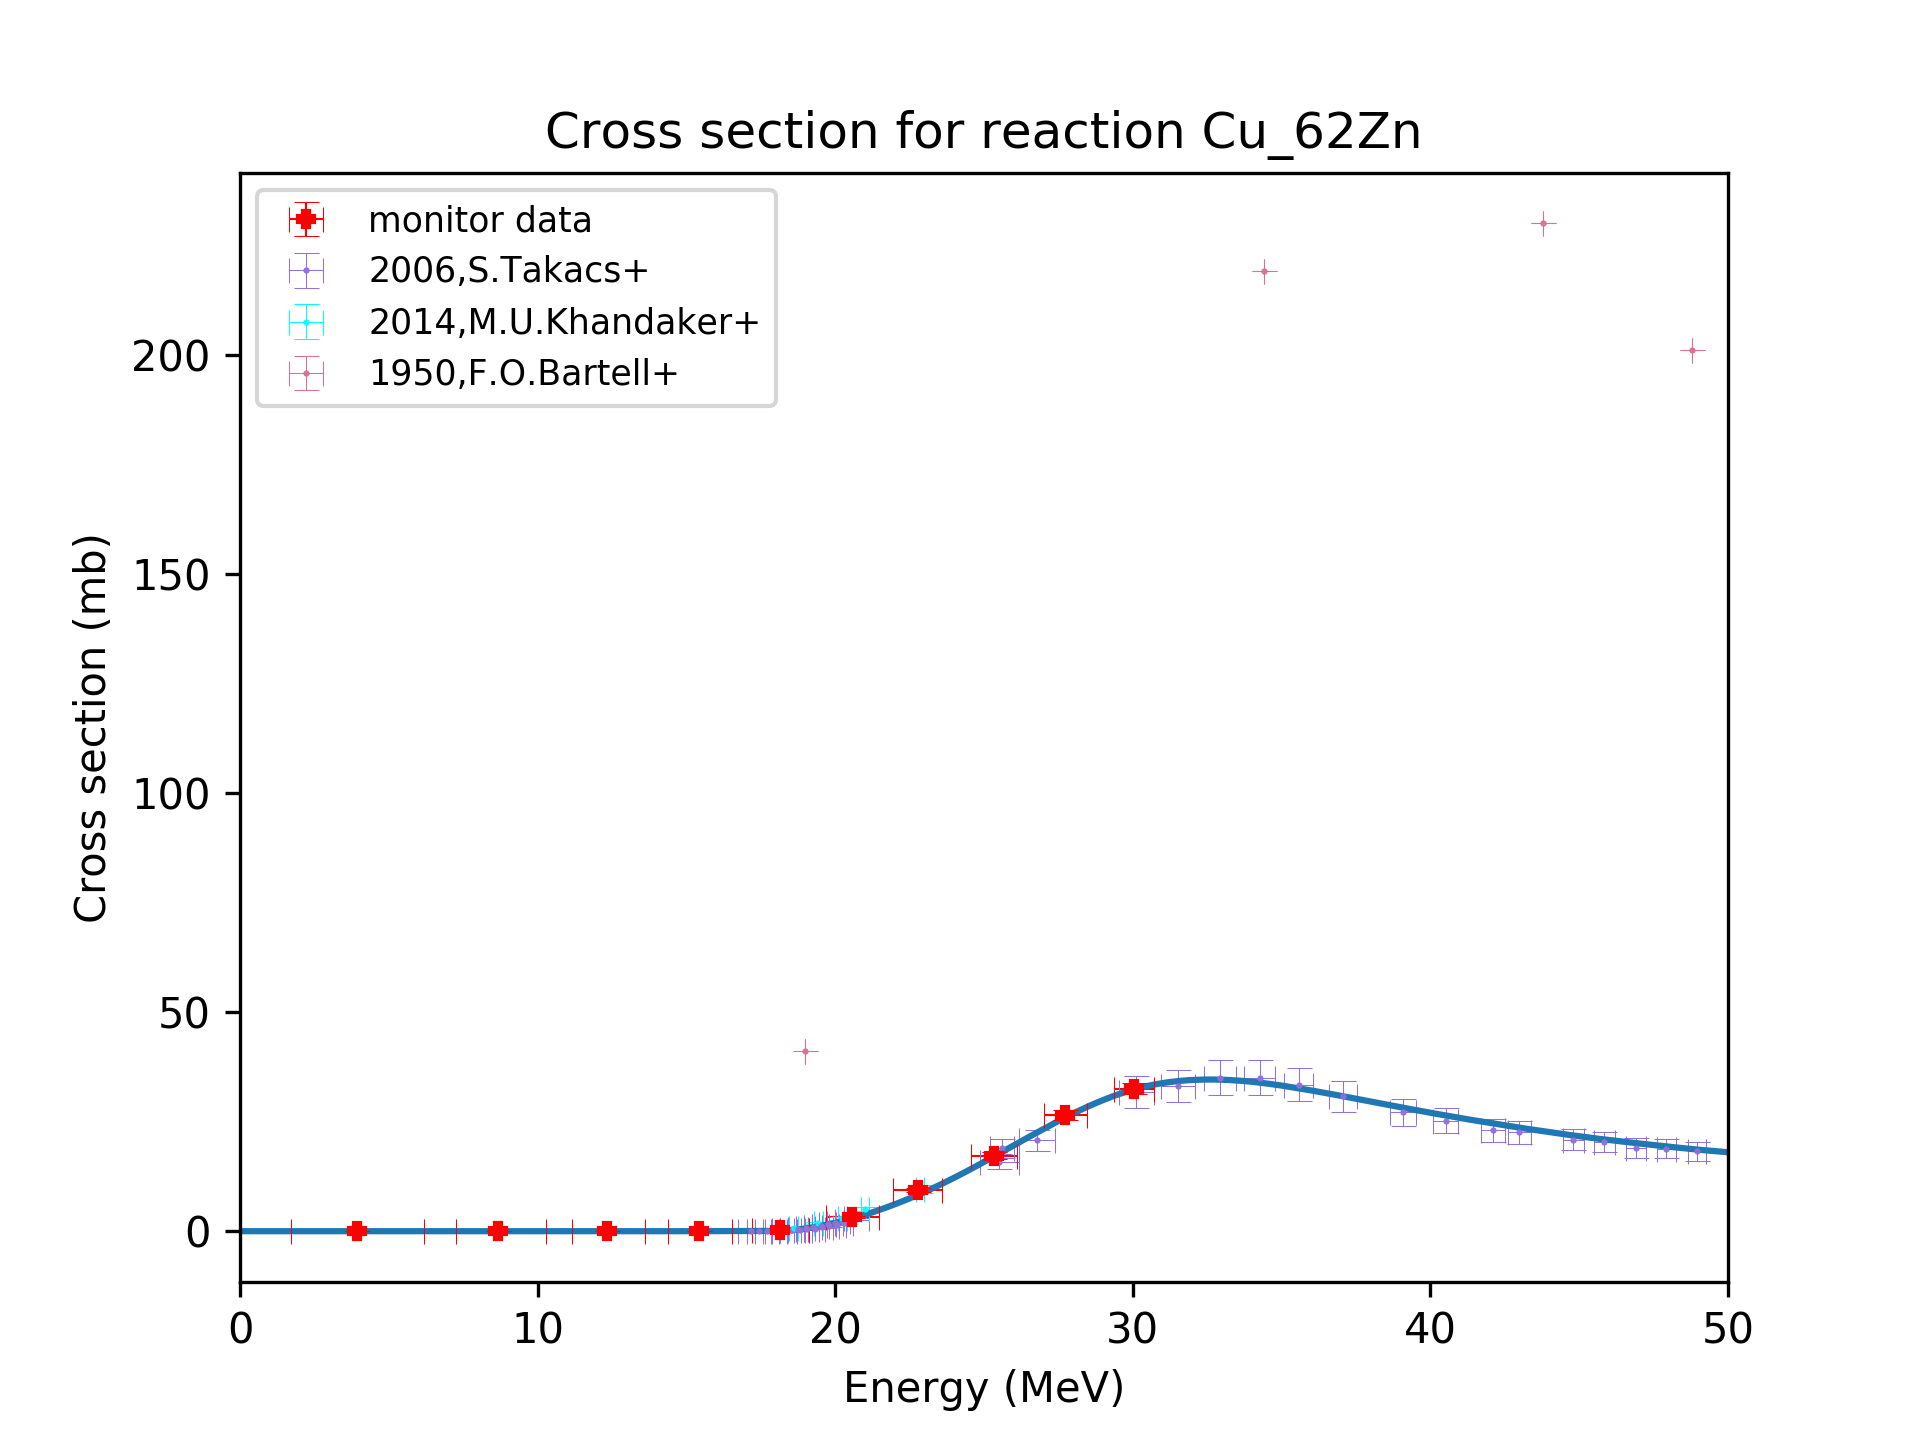 Cross section for reaction Cu_62Zn
monitor data
2006,S.Takacs+
2014,M.U.Khandaker+
1950,F.O.Bartell+
200
150
100
50
0
Cross section (mb)
0 10 20 30 40 50
Energy (MeV)